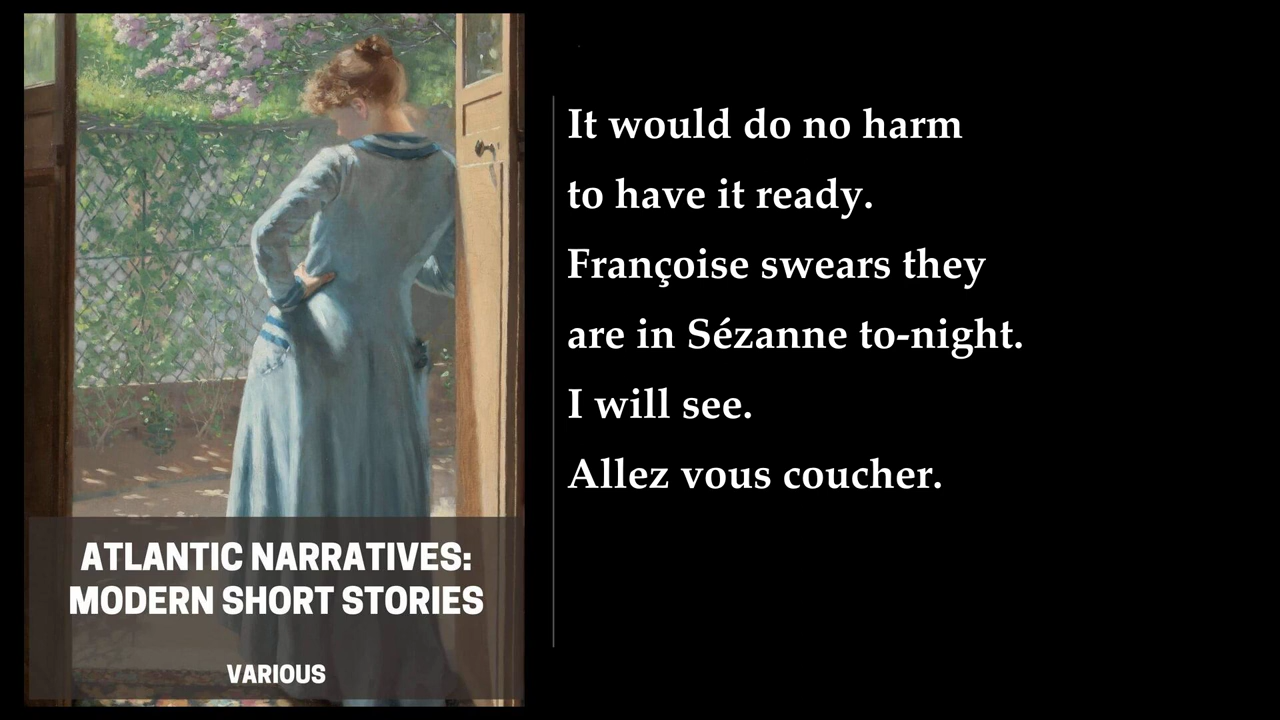 It would do no harm
to have it ready.
Françoise swears they
are in Sézanne to-night.
I will see.
Allez vous coucher.
ATLANTIC NARRATIVES:
MODERN SHORT STORIES
VARIOUS